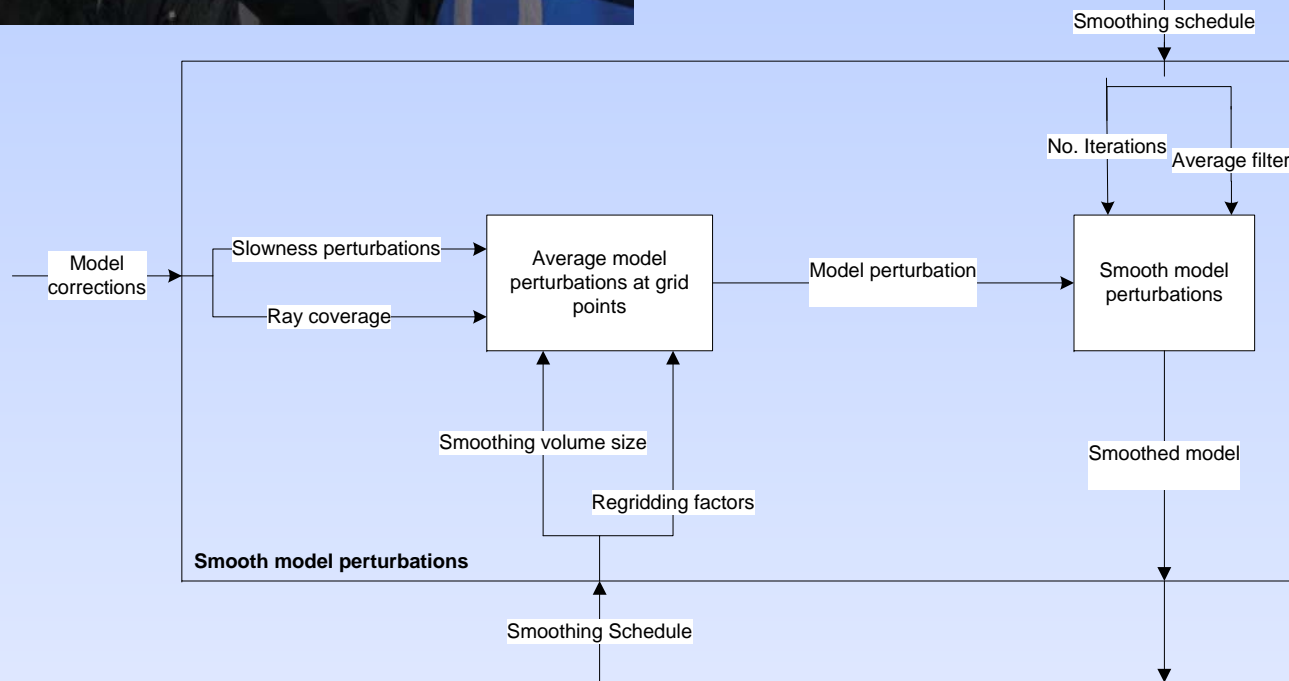 Smoothing schedule
No. Iterations
Average filter
Slowness perturbations
Model
corrections
Ray coverage
Average model
perturbations at grid
points
Model perturbation
Smooth model
perturbations
Smoothing volume size
Regridding factors
Smoothed model
Smooth model perturbations
Smoothing Schedule